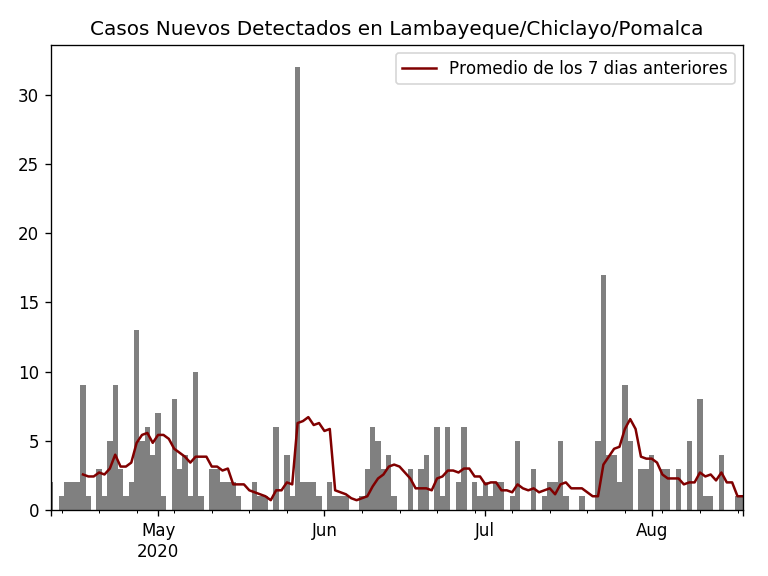 Casos Nuevos Detectados en Lambayeque/Chiclayo/Pomalca
Promedio de los 7 dias anteriores
30
25
20
15
10
5
0
May Jun Jul Aug
2020